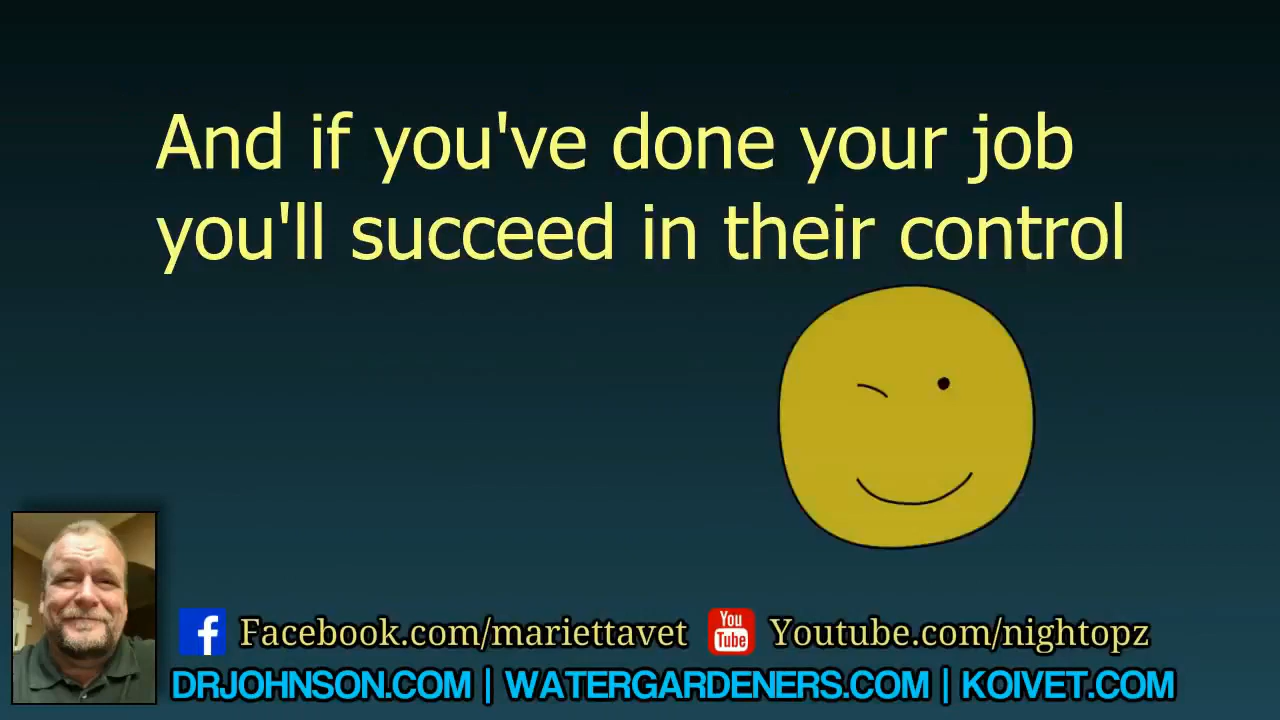 And if you've done your job
you'll succeed in their control
f Facebook.com/mariettavet You Tube Youtube.com/nightopz
DRJOHNSON.COM | WATERGARDENERS.COM | KOIVET.COM